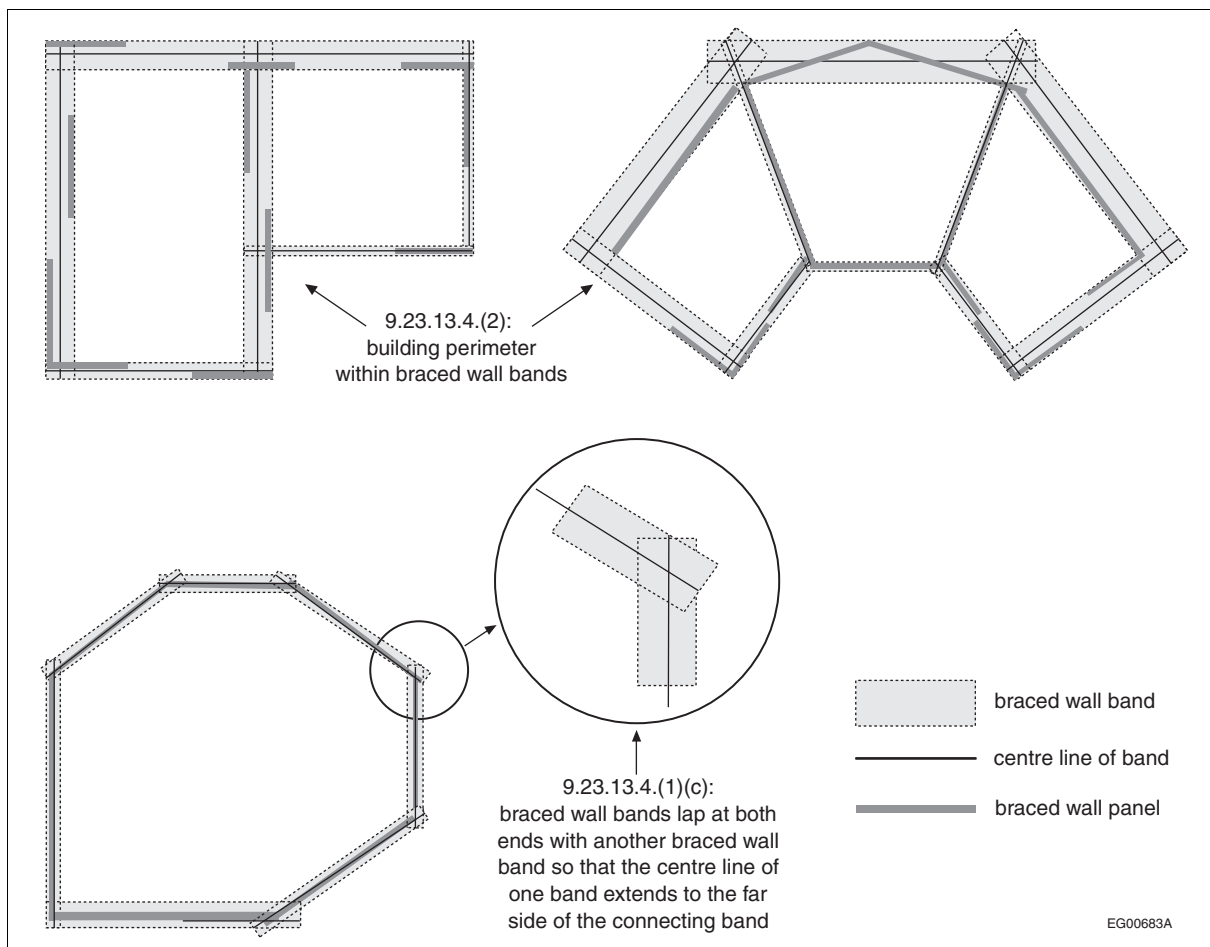 9.23.13.4.(2):
building perimeter
within braced wall bands
9.23.13.4.(1)(c):
braced wall bands lap at both
ends with another braced wall
band so that the centre line of
one band extends to the far
side of the connecting band
braced wall band
centre line of band
braced wall panel
EG00683A